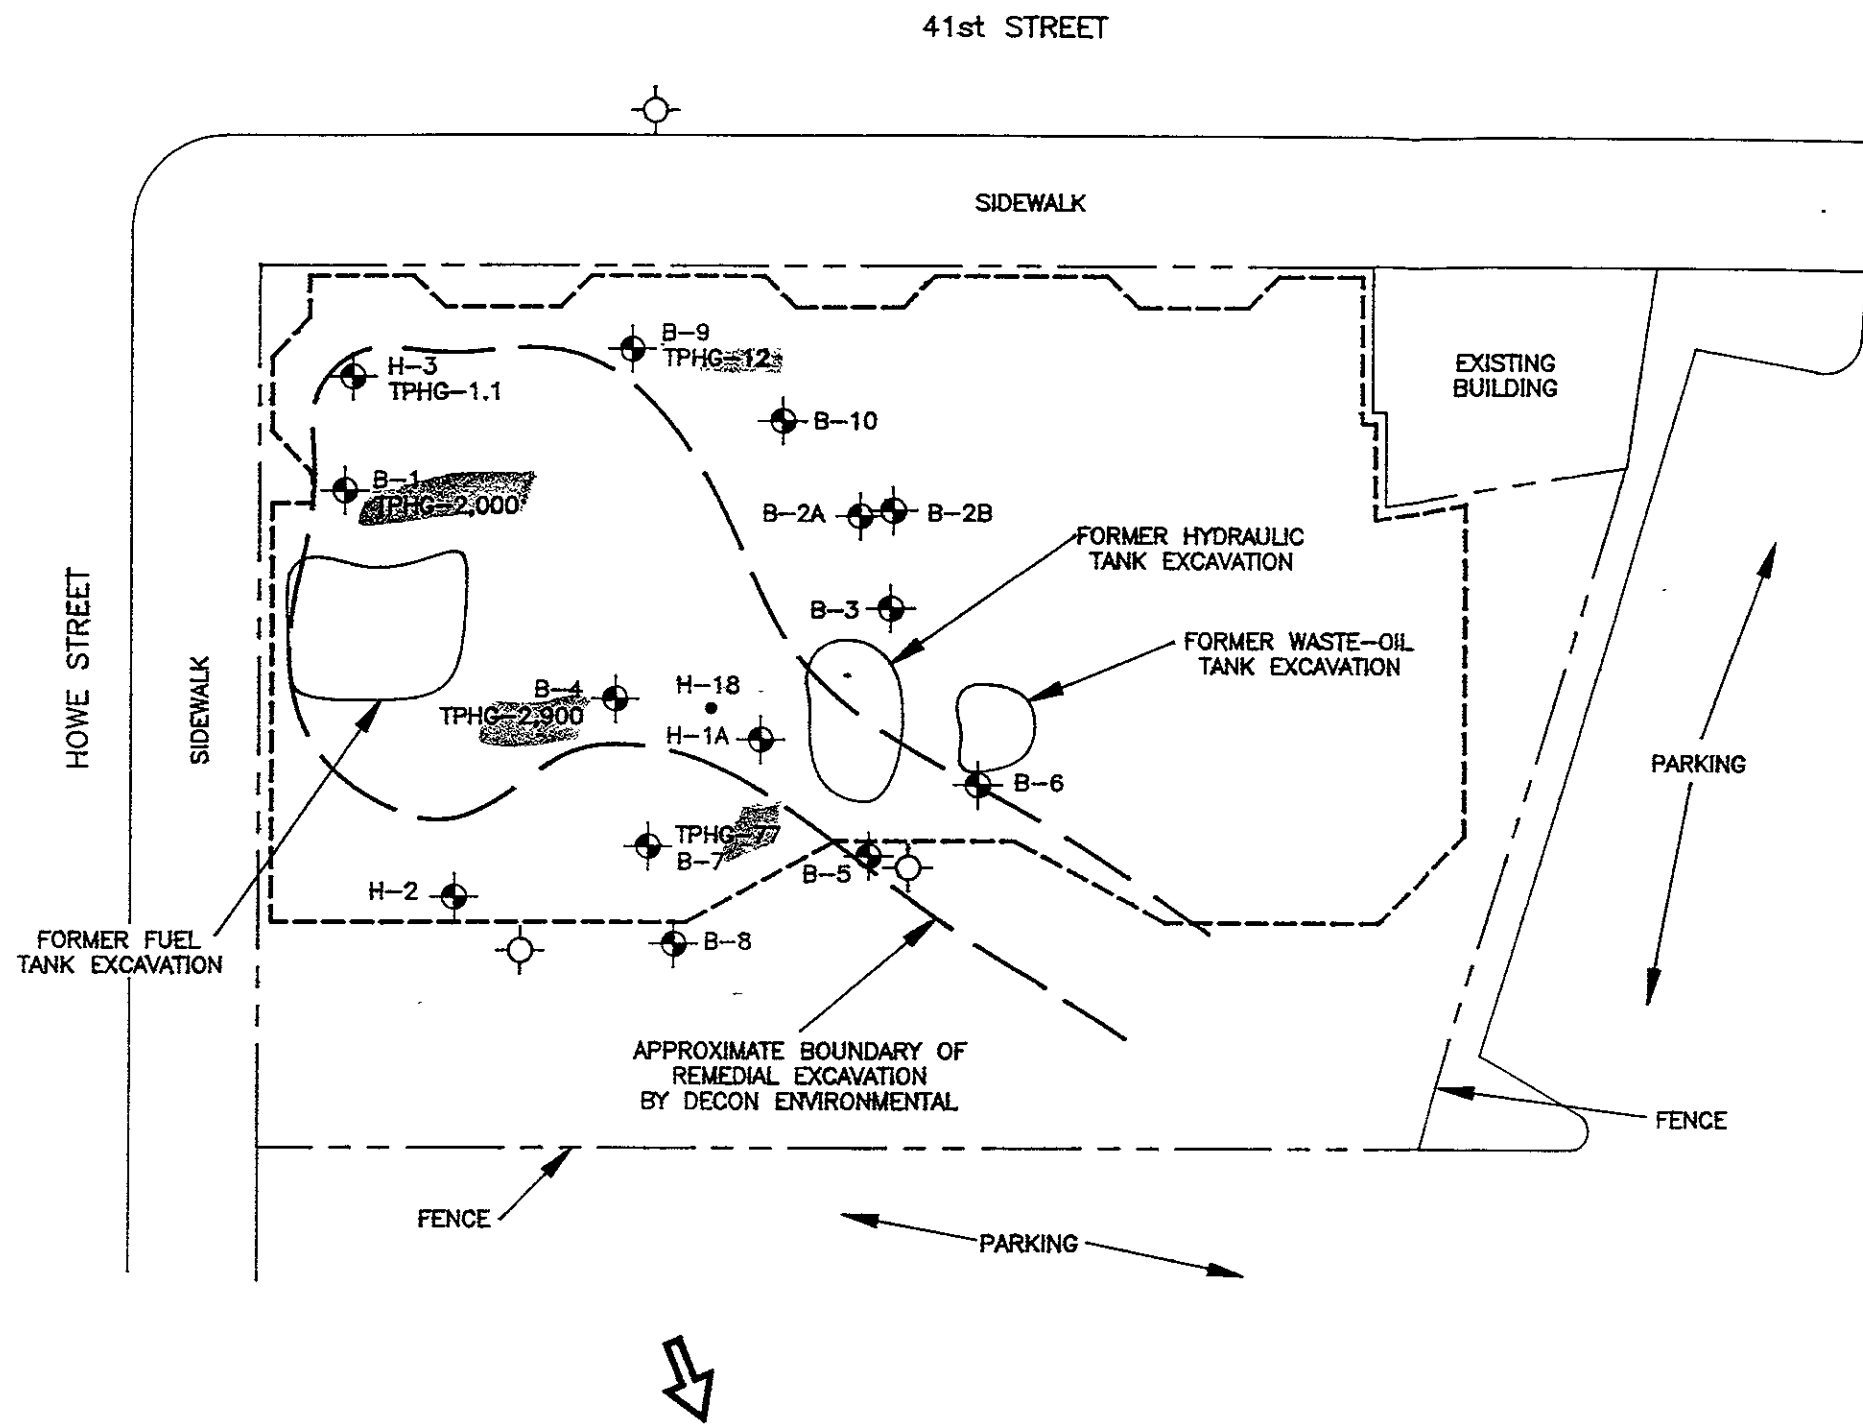 41st STREET
SIDEWALK
B-9
TPHG-12
H-3
TPHG-1.1
EXISTING
BUILDING
B-10
B-1
TPHG-2,000
B-2A
B-2B
FORMER HYDRAULIC
TANK EXCAVATION
HOWE STREET
SIDEWALK
B-3
FORMER WASTE-OIL
TANK EXCAVATION
B-4
TPHG-2,900
H-18
H-1A
PARKING
B-6
TPHG-77
B-7
B-5
H-2
B-8
FORMER FUEL
TANK EXCAVATION
APPROXIMATE BOUNDARY OF
REMEDIAL EXCAVATION
BY DECON ENVIRONMENTAL
FENCE
FENCE
PARKING